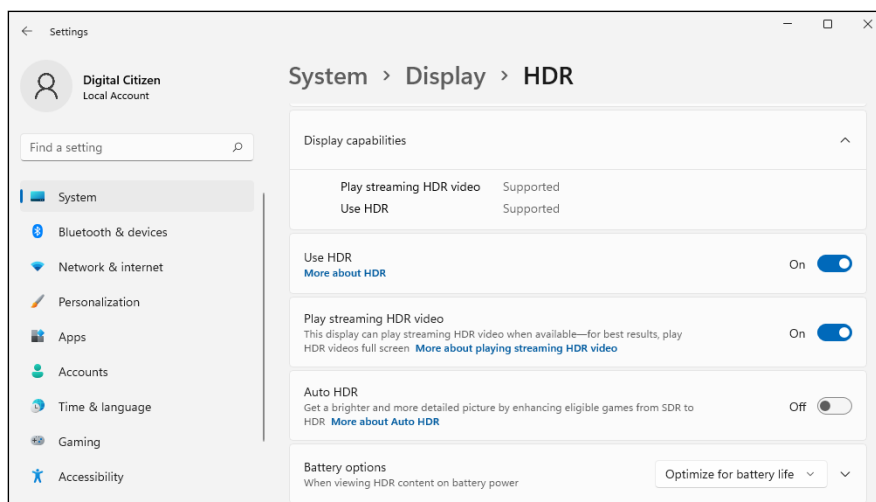 Settings
Digital Citizen
Local Account
Find a setting
System
Bluetooth & devices
Network & internet
Personalization
Apps
Accounts
Time & language
Gaming
Accessibility
System > Display > HDR
Display capabilities
Play streaming HDR video Supported
Use HDR Supported
Use HDR
More about HDR
On
Play streaming HDR video
This display can play streaming HDR video when available—for best results, play
HDR videos full screen More about playing streaming HDR video
On
Auto HDR
Get a brighter and more detailed picture by enhancing eligible games from SDR to
HDR More about Auto HDR
Off
Battery options
When viewing HDR content on battery power
Optimize for battery life